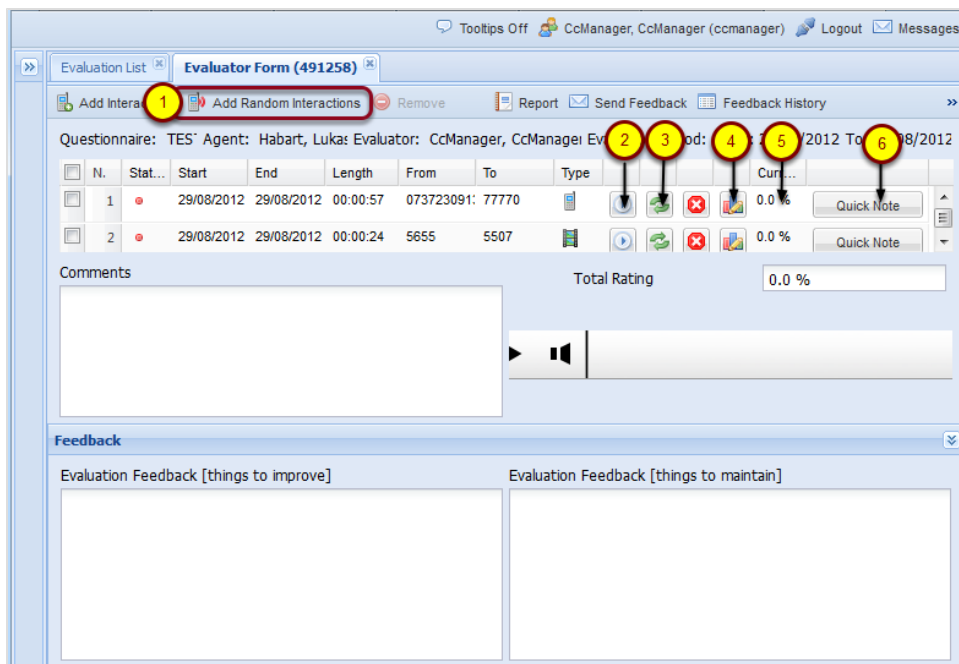 Tooltips Off CcManager, CcManager (ccmanager) Logout Messages
Evaluation List Evaluator Form (491258)
Add Intera 1 Add Random Interactions Remove Report Send Feedback Feedback History »
Questionnaire: TES Agent: Habart, Lukas Evaluator: CcManager, CcManager Ev od: 2012 To 08/2012
2 3 4 5 6
N. Stat... Start End Length From To Type Curr...
1 29/08/2012 29/08/2012 00:00:57 0737230913 77770 0.0 % Quick Note
2 29/08/2012 29/08/2012 00:00:24 5655 5507 0.0 % Quick Note
Comments Total Rating 0.0 %
Feedback
Evaluation Feedback [things to improve] Evaluation Feedback [things to maintain]